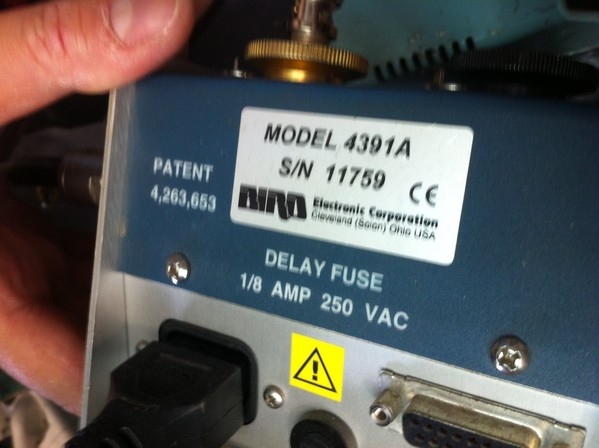 MODEL 4391A
S/N 11759
CE
BIRD Electronic Corporation
Cleveland (Solon) Ohio USA
PATENT
4,263,653
DELAY FUSE
1/8 AMP 250 VAC